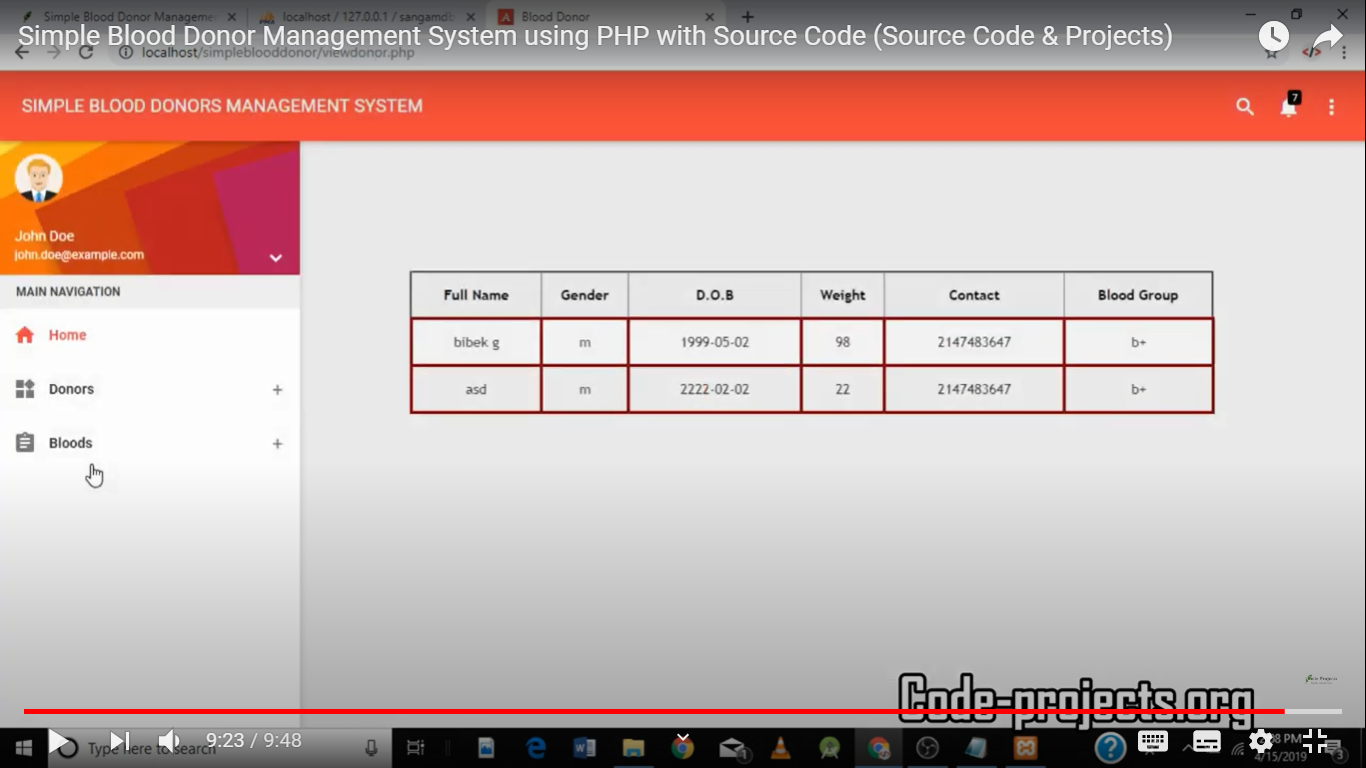 Simple Blood Donor Manageme
localhost / 127.0.0.1 / sangamdb
Blood Donor
Simple Blood Donor Management System using PHP with Source Code (Source Code & Projects)
localhost/simpleblooddonor/viewdonor.php
SIMPLE BLOOD DONORS MANAGEMENT SYSTEM
7
John Doe
john.doe@example.com
MAIN NAVIGATION
Home
Donors +
Bloods +
Full Name Gender D.O.B Weight Contact Blood Group
bibek g m 1999-05-02 98 2147483647 b+
asd m 2222-02-02 22 2147483647 b+
Code-projects.org
Type here to search
9:23 / 9:48
PM
4/15/2019